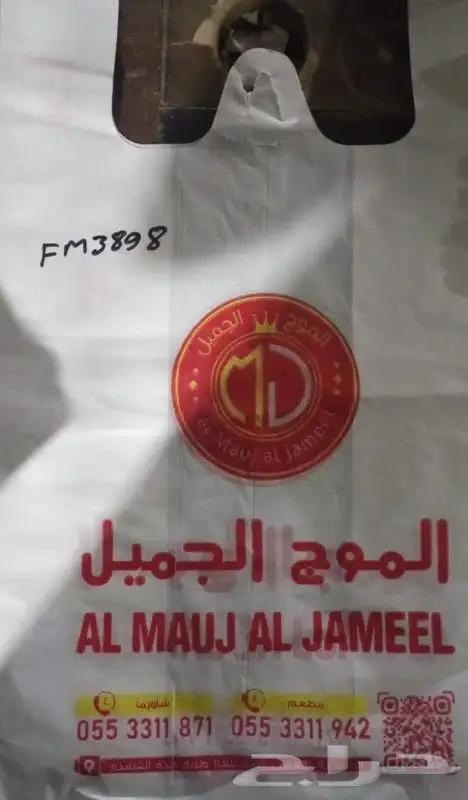 FM3898
الموج الجميل
MJ
al Mauj al jameel
الموج الجميل
AL MAUJ AL JAMEEL
شاورما مطعم
055 3311 871 055 3311 942
حراج